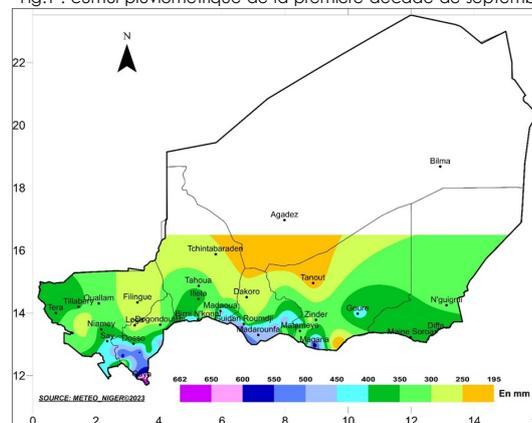 Fig.1 : cumul pluviométrique de la première décade de septemb
N
22
20
18
16
14
12
Bilma
Agadez
Tchintabaraden
Tanout
Tahoua
Illela
Dakoro
N'guigmi
Filingue
Ouallam
Tillabery
Tera
Madaoua
Goure
Zinder
Birni N'konni
Guidan Roumdji
Niamey
Diffa
Maine Soroa
Madarounfa
Matameye
Say
Dosso
Magaria
Gaya
662 650 600 550 500 450 400 350 300 250 195
En mm
SOURCE: METEO_NIGER©2023
0 2 4 6 8 10 12 14